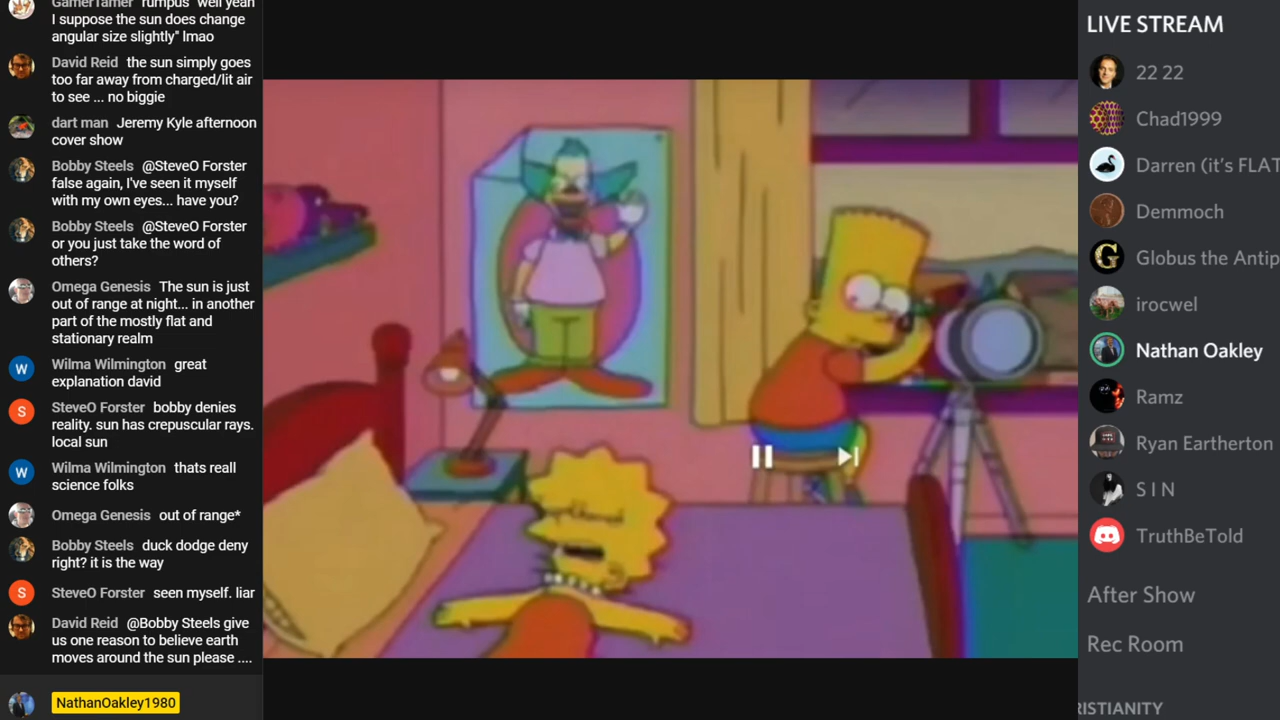 GamerTamer rumpus "well yeah
I suppose the sun does change
angular size slightly" lmao
David Reid the sun simply goes
too far away from charged/lit air
to see ... no biggie
dart man Jeremy Kyle afternoon
cover show
Bobby Steels @SteveO Forster
false again, I've seen it myself
with my own eyes... have you?
Bobby Steels @SteveO Forster
or you just take the word of
others?
Omega Genesis The sun is just
out of range at night... in another
part of the mostly flat and
stationary realm
W Wilma Wilmington great
explanation david
S SteveO Forster bobby denies
reality. sun has crepuscular rays.
local sun
W Wilma Wilmington thats reall
science folks
Omega Genesis out of range*
Bobby Steels duck dodge deny
right? it is the way
S SteveO Forster seen myself. liar
David Reid @Bobby Steels give
us one reason to believe earth
moves around the sun please ....
NathanOakley1980
LIVE STREAM
22 22
Chad1999
Darren (it's FLAT
Demmoch
G Globus the Antip
irocwel
Nathan Oakley
Ramz
Ryan Eartherton
S I N
TruthBeTold
After Show
Rec Room
RISTIANITY